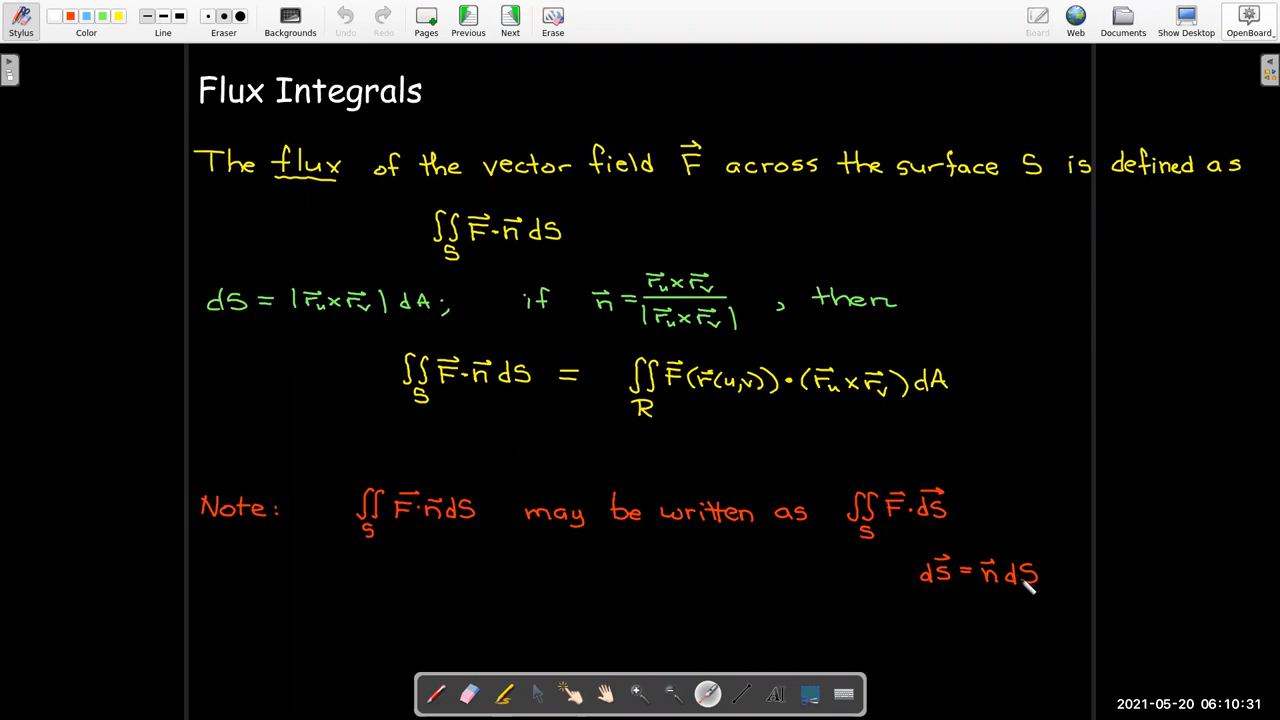 Stylus Color Line Eraser Backgrounds Undo Redo Pages Previous Next Erase Board Web Documents Show Desktop OpenBoard
Flux Integrals
The flux of the vector field F⃗ across the surface S is defined as
∬_S F⃗·n⃗ dS
dS = |r⃗_u × r⃗_v| dA; if n⃗ = (r⃗_u × r⃗_v)/|r⃗_u × r⃗_v| , then
∬_S F⃗·n⃗ dS = ∬_R F⃗(r⃗(u,v))·(r⃗_u × r⃗_v) dA
Note: ∬_S F⃗·n⃗ dS may be written as ∬_S F⃗·dS⃗
dS⃗ = n⃗ dS
AI
2021-05-20 06:10:31